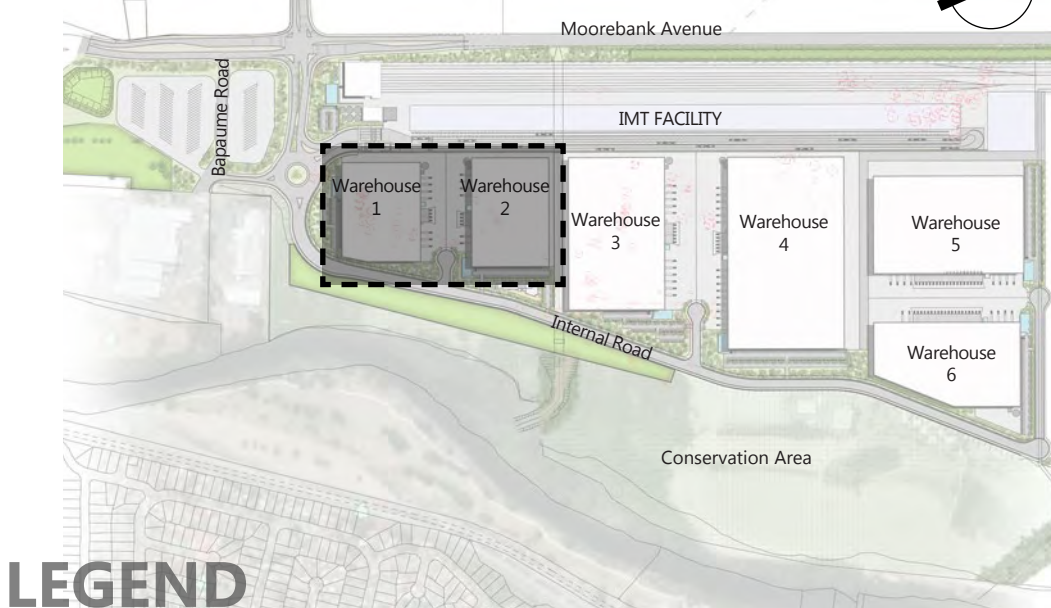 Moorebank Avenue
Bapaume Road
IMT FACILITY
Warehouse
1
Warehouse
2
Warehouse
3
Warehouse
4
Warehouse
5
Internal Road
Warehouse
6
Conservation Area
LEGEND